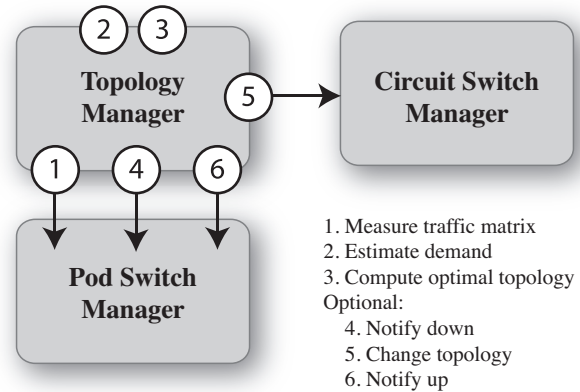 2 3
Topology
Manager
5
Circuit Switch
Manager
1 4 6
Pod Switch
Manager
1. Measure traffic matrix
2. Estimate demand
3. Compute optimal topology
Optional:
4. Notify down
5. Change topology
6. Notify up